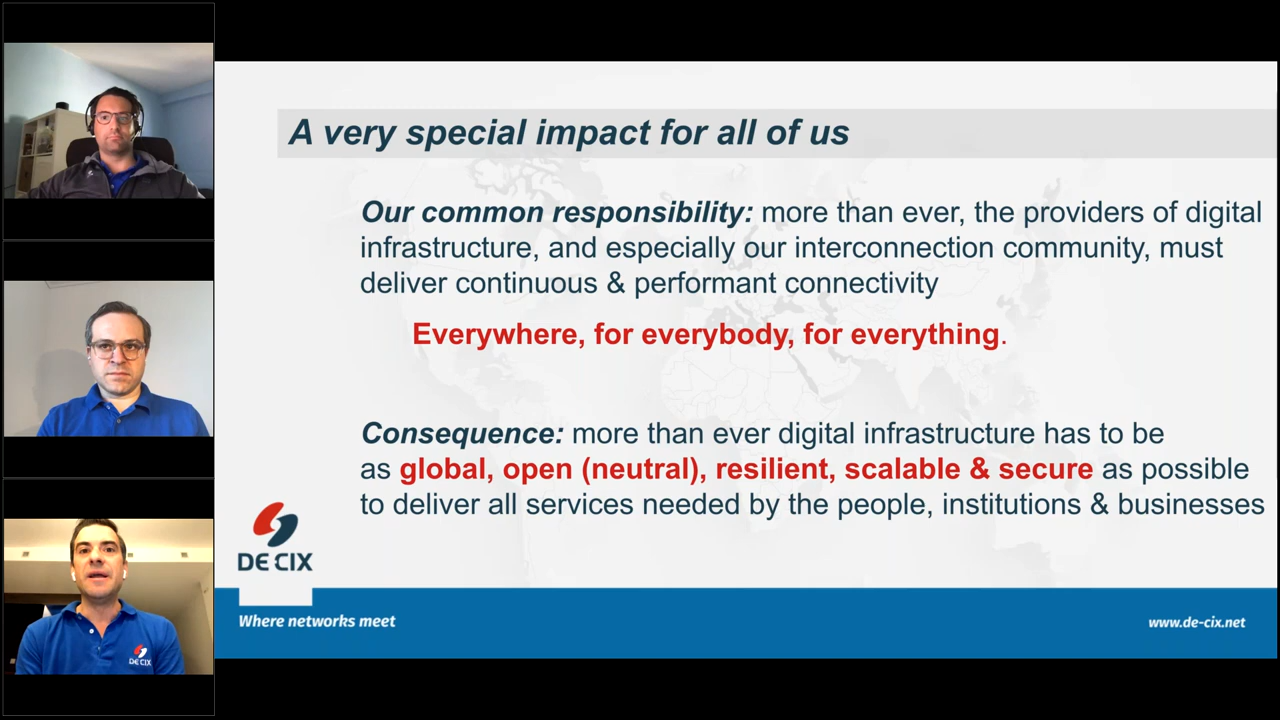 A very special impact for all of us
Our common responsibility: more than ever, the providers of digital
infrastructure, and especially our interconnection community, must
deliver continuous & performant connectivity
Everywhere, for everybody, for everything.
Consequence: more than ever digital infrastructure has to be
as global, open (neutral), resilient, scalable & secure as possible
to deliver all services needed by the people, institutions & businesses
DE CIX
Where networks meet
www.de-cix.net
DE CIX